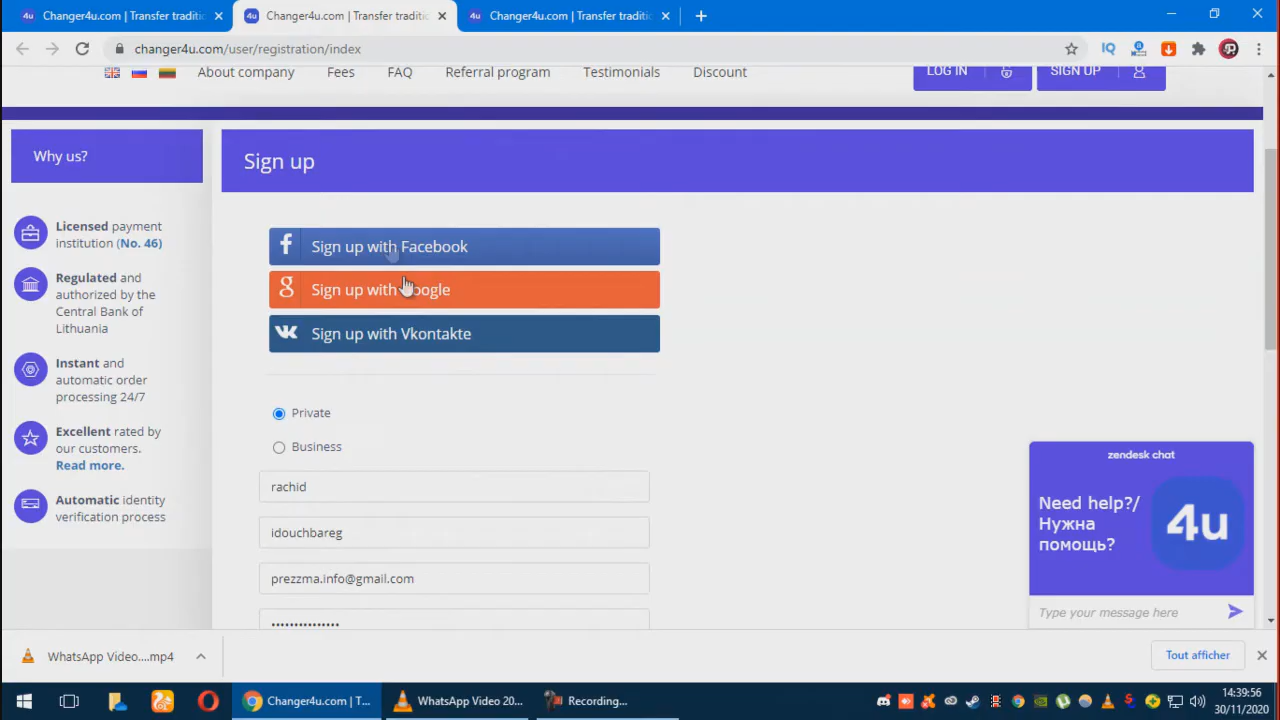 4u Changer4u.com | Transfer traditic
4u Changer4u.com | Transfer traditic
4u Changer4u.com | Transfer traditic
changer4u.com/user/registration/index
IQ
About company
Fees
FAQ
Referral program
Testimonials
Discount
LOG IN
SIGN UP
Why us?
Licensed payment
institution (No. 46)
Regulated and
authorized by the
Central Bank of
Lithuania
Instant and
automatic order
processing 24/7
Excellent rated by
our customers.
Read more.
Automatic identity
verification process
Sign up
Sign up with Facebook
Sign up with Google
Sign up with Vkontakte
Private
Business
rachid
idouchbareg
prezzma.info@gmail.com
•••••••••••••••
zendesk chat
Need help?/
Нужна
помощь?
4u
Type your message here
WhatsApp Video....mp4
Tout afficher
Changer4u.com | T...
WhatsApp Video 20...
Recording...
14:39:56
30/11/2020